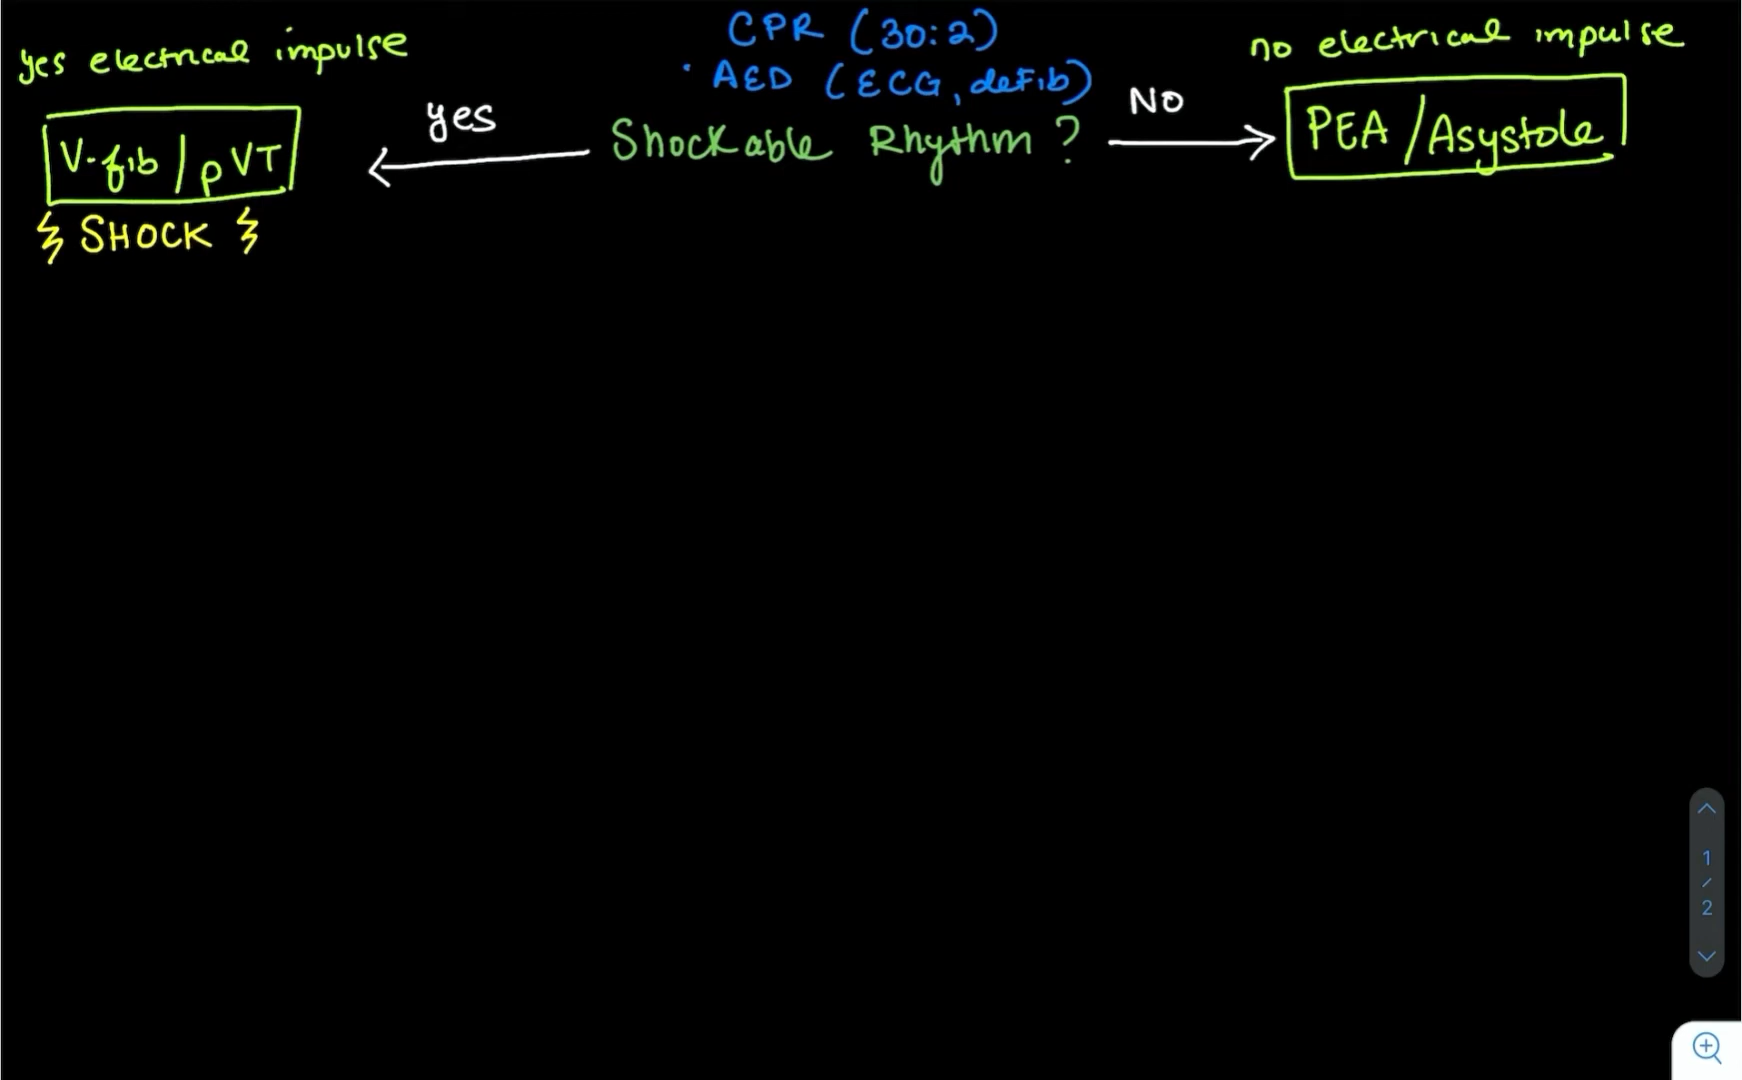 CPR (30:2)
• AED (ECG, defib)
yes electrical impulse
no electrical impulse
yes
Shockable Rhythm?
NO
V-fib / pVT
PEA / Asystole
SHOCK
1
/
2